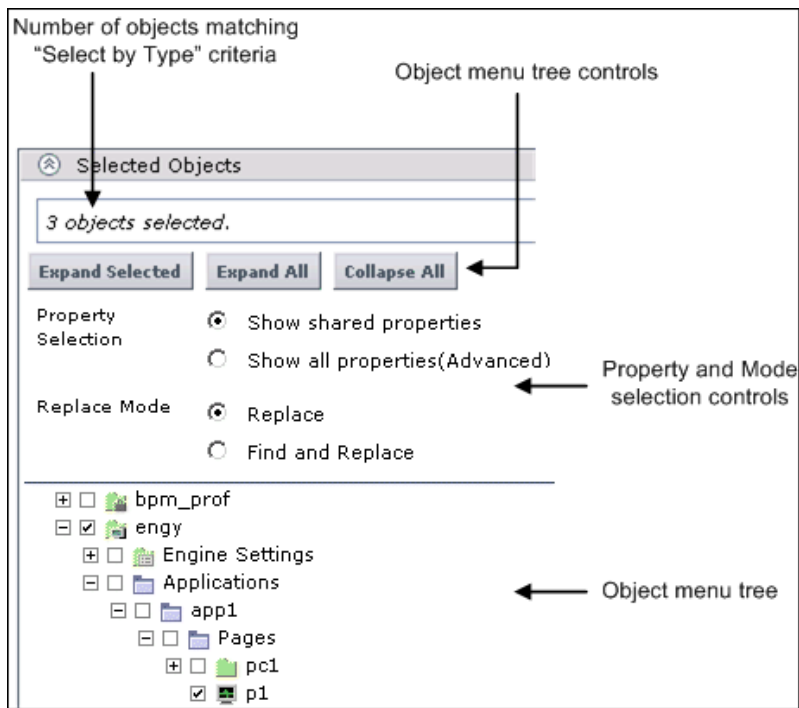 Number of objects matching
“Select by Type” criteria
Object menu tree controls
Selected Objects
3 objects selected.
Expand Selected Expand All Collapse All
Property
Selection
Show shared properties
Show all properties(Advanced)
Property and Mode
selection controls
Replace Mode
Replace
Find and Replace
bpm_prof
engy
Engine Settings
Applications
Object menu tree
app1
Pages
pc1
p1